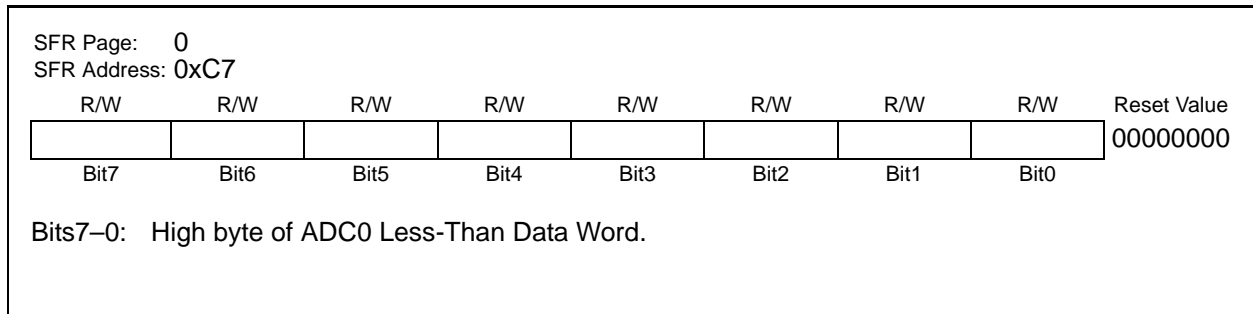 SFR Page: 0
SFR Address: 0xC7
R/W R/W R/W R/W R/W R/W R/W R/W Reset Value
00000000
Bit7 Bit6 Bit5 Bit4 Bit3 Bit2 Bit1 Bit0
Bits7–0: High byte of ADC0 Less-Than Data Word.